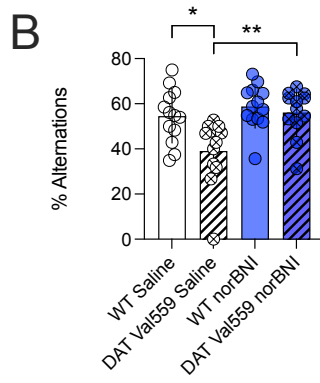 B
*
**
% Alternations
80
60
40
20
0
WT Saline
DAT Val559 Saline
WT norBNI
DAT Val559 norBNI